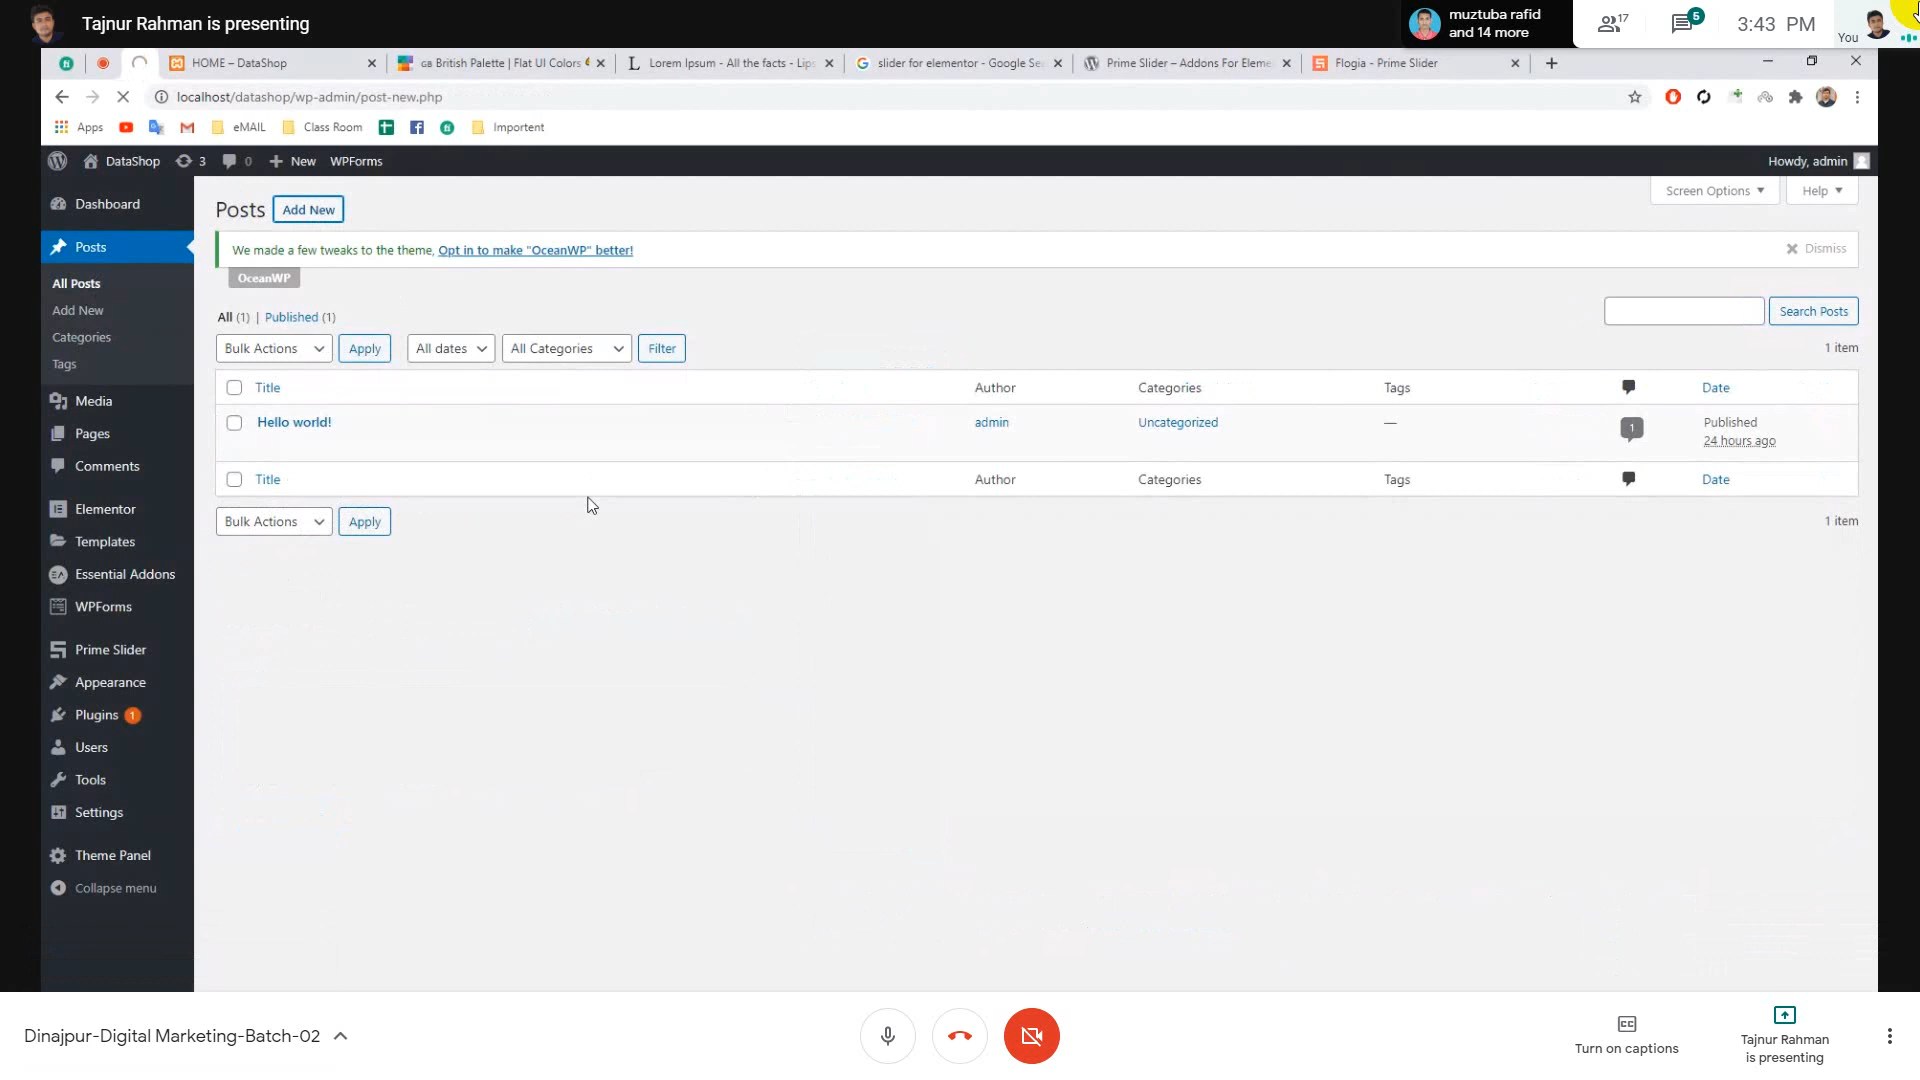 Tajnur Rahman is presenting
muztuba rafid
and 14 more
17
5
3:43 PM
You
HOME – DataShop
GB British Palette | Flat UI Colors
Lorem Ipsum - All the facts - Lips
slider for elementor - Google Se
Prime Slider – Addons For Eleme
Flogia - Prime Slider
localhost/datashop/wp-admin/post-new.php
Apps
eMAIL
Class Room
Importent
DataShop
3
0
New
WPForms
Howdy, admin
Dashboard
Posts
All Posts
Add New
Categories
Tags
Media
Pages
Comments
Elementor
Templates
Essential Addons
WPForms
Prime Slider
Appearance
Plugins 1
Users
Tools
Settings
Theme Panel
Collapse menu
Screen Options
Help
Posts
Add New
We made a few tweaks to the theme, Opt in to make "OceanWP" better!
Dismiss
OceanWP
All (1) | Published (1)
Search Posts
Bulk Actions
Apply
All dates
All Categories
Filter
1 item
Title
Author
Categories
Tags
Date
Hello world!
admin
Uncategorized
—
1
Published
24 hours ago
Title
Author
Categories
Tags
Date
Bulk Actions
Apply
1 item
Dinajpur-Digital Marketing-Batch-02
Turn on captions
Tajnur Rahman
is presenting